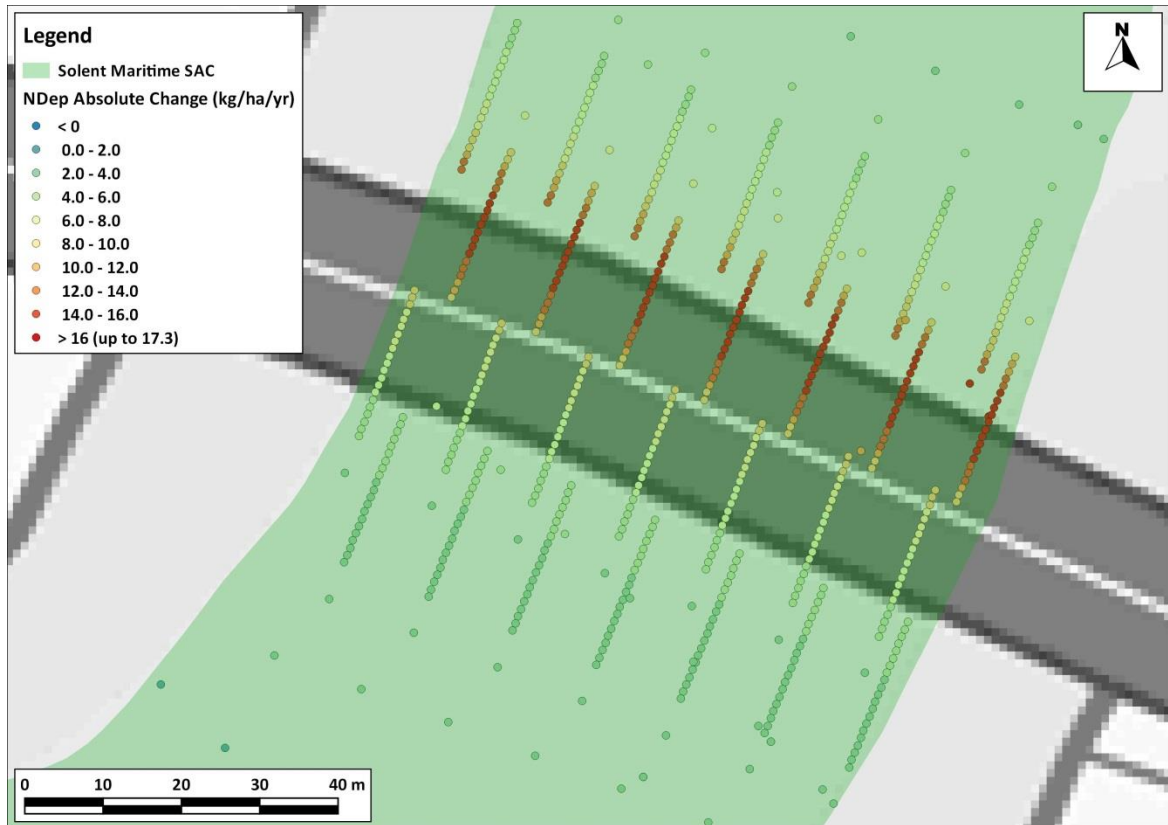 Legend
Solent Maritime SAC
NDep Absolute Change (kg/ha/yr)
< 0
0.0 - 2.0
2.0 - 4.0
4.0 - 6.0
6.0 - 8.0
8.0 - 10.0
10.0 - 12.0
12.0 - 14.0
14.0 - 16.0
> 16 (up to 17.3)
N
0 10 20 30 40 m